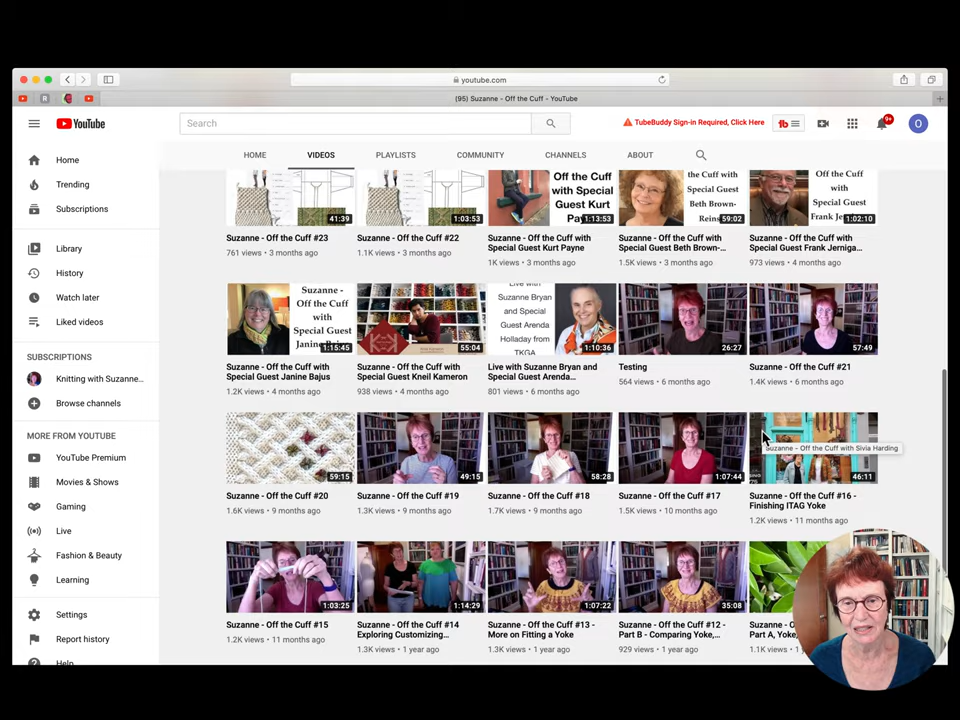 youtube.com
(95) Suzanne - Off the Cuff - YouTube
YouTube
Search
TubeBuddy Sign-in Required, Click Here
tb
9+
O
HOME VIDEOS PLAYLISTS COMMUNITY CHANNELS ABOUT
Home
Trending
Subscriptions
Library
History
Watch later
Liked videos
SUBSCRIPTIONS
Knitting with Suzanne...
Browse channels
MORE FROM YOUTUBE
YouTube Premium
Movies & Shows
Gaming
Live
Fashion & Beauty
Learning
Settings
Report history
Help
41:39
Suzanne - Off the Cuff #23
761 views • 3 months ago
1:03:53
Suzanne - Off the Cuff #22
1.1K views • 3 months ago
Off the Cuff
with Special
Guest Kurt
1:13:53
Suzanne - Off the Cuff with
Special Guest Kurt Payne
1K views • 3 months ago
the Cuff
with Special
Guest
Beth Brown-
59:02
Suzanne - Off the Cuff with
Special Guest Beth Brown-...
1.5K views • 3 months ago
Off the
Cuff
with Special
Guest
1:02:10
Suzanne - Off the Cuff with
Special Guest Frank Jerniga...
973 views • 4 months ago
Suzanne -
Off the
Cuff with
Special
Guest
1:15:45
Suzanne - Off the Cuff with
Special Guest Janine Bajus
1.2K views • 4 months ago
55:04
Suzanne - Off the Cuff with
Special Guest Kneil Kameron
938 views • 4 months ago
Live with
Suzanne Bryan
and Special
Guest Arenda
Holladay from
TKGA
1:10:36
Live with Suzanne Bryan and
Special Guest Arenda...
801 views • 6 months ago
26:27
Testing
564 views • 6 months ago
57:49
Suzanne - Off the Cuff #21
1.4K views • 6 months ago
59:15
Suzanne - Off the Cuff #20
1.6K views • 9 months ago
49:15
Suzanne - Off the Cuff #19
1.3K views • 9 months ago
58:28
Suzanne - Off the Cuff #18
1.7K views • 9 months ago
1:07:44
Suzanne - Off the Cuff #17
1.5K views • 10 months ago
Suzanne - Off the Cuff with Sivia Harding
46:11
Suzanne - Off the Cuff #16 -
Finishing ITAG Yoke
1.2K views • 11 months ago
1:03:25
Suzanne - Off the Cuff #15
1.2K views • 11 months ago
1:14:29
Suzanne - Off the Cuff #14
Exploring Customizing...
1.3K views • 1 year ago
1:07:22
Suzanne - Off the Cuff #13 -
More on Fitting a Yoke
1.3K views • 1 year ago
35:08
Suzanne - Off the Cuff #12 -
Part B - Comparing Yoke,...
929 views • 1 year ago
Suzanne - O
Part A, Yoke,
1.1K views • 1